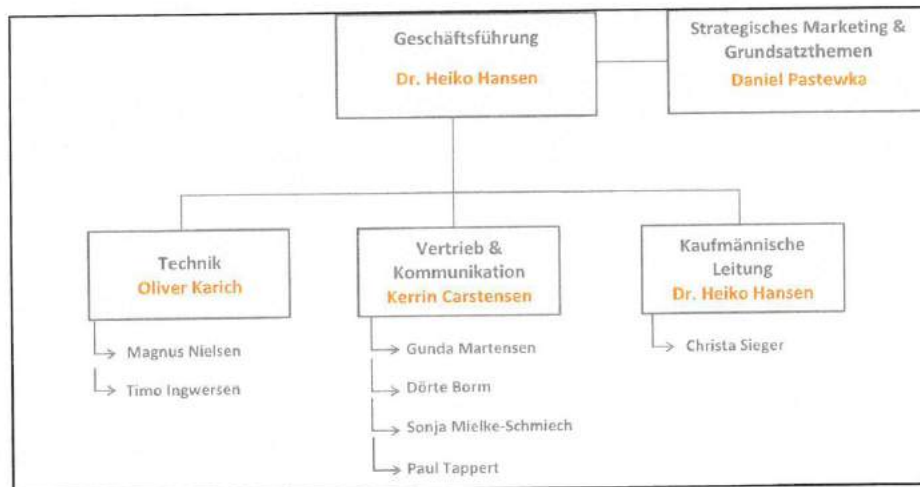 Geschäftsführung
Dr. Heiko Hansen
Strategisches Marketing &
Grundsatzthemen
Daniel Pastewka
Technik
Oliver Karich
Magnus Nielsen
Timo Ingwersen
Vertrieb &
Kommunikation
Kerrin Carstensen
Gunda Martensen
Dörte Borm
Sonja Mielke-Schmiech
Paul Tappert
Kaufmännische
Leitung
Dr. Heiko Hansen
Christa Sieger